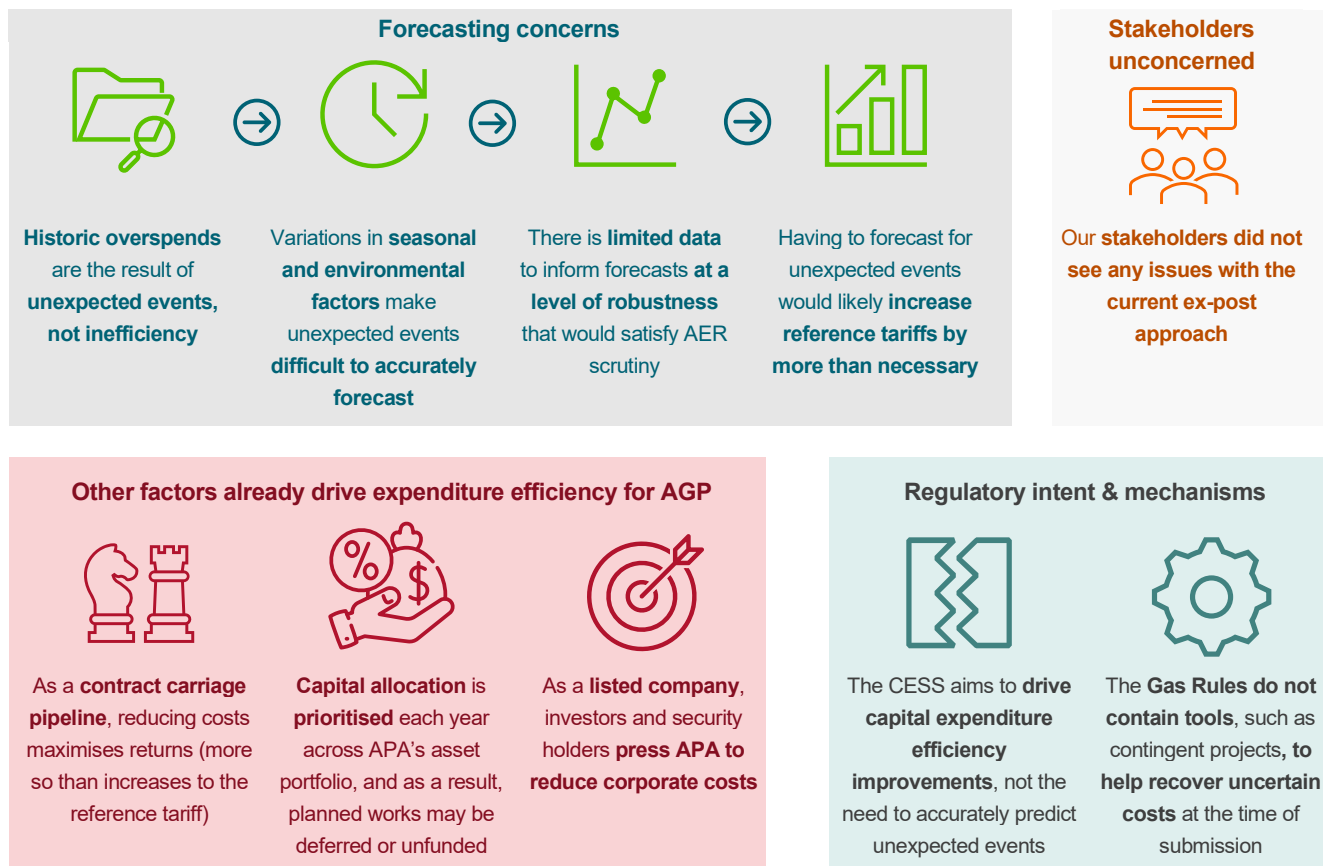 Forecasting concerns
Historic overspends
are the result of
unexpected events,
not inefficiency
Variations in seasonal
and environmental
factors make
unexpected events
difficult to accurately
forecast
There is limited data
to inform forecasts at a
level of robustness
that would satisfy AER
scrutiny
Having to forecast for
unexpected events
would likely increase
reference tariffs by
more than necessary
Stakeholders
unconcerned
Our stakeholders did not
see any issues with the
current ex-post
approach
Other factors already drive expenditure efficiency for AGP
%
$
As a contract carriage
pipeline, reducing costs
maximises returns (more
so than increases to the
reference tariff)
Capital allocation is
prioritised each year
across APA's asset
portfolio, and as a result,
planned works may be
deferred or unfunded
As a listed company,
investors and security
holders press APA to
reduce corporate costs
Regulatory intent & mechanisms
The CESS aims to drive
capital expenditure
efficiency
improvements, not the
need to accurately predict
unexpected events
The Gas Rules do not
contain tools, such as
contingent projects, to
help recover uncertain
costs at the time of
submission